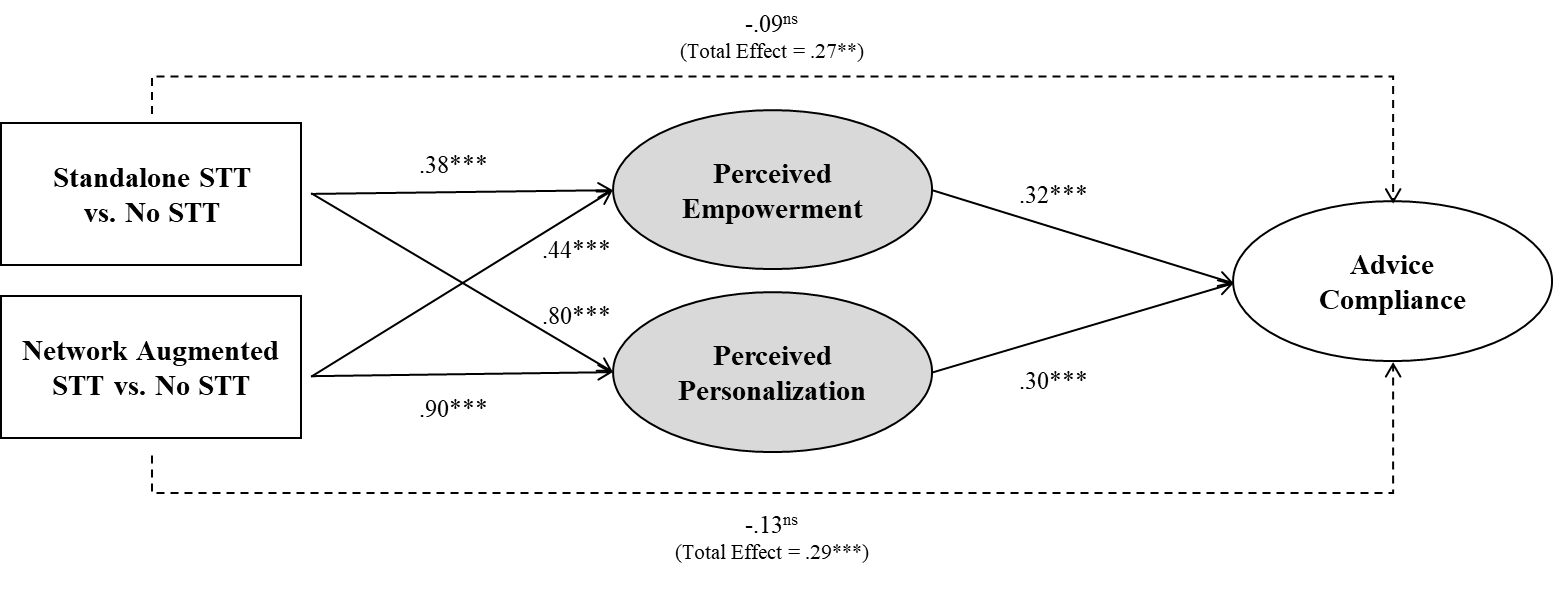 -.09ns
(Total Effect = .27**)
Standalone STT
vs. No STT
.38***
Perceived
Empowerment
.32***
.44***
Advice
Compliance
Network Augmented
STT vs. No STT
.80***
Perceived
Personalization
.90***
.30***
-.13ns
(Total Effect = .29***)